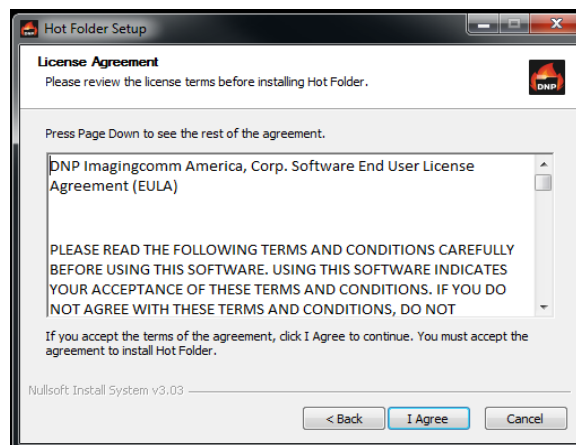 Hot Folder Setup
License Agreement
Please review the license terms before installing Hot Folder.
DNP
Press Page Down to see the rest of the agreement.
DNP Imagingcomm America, Corp. Software End User License
Agreement (EULA)
PLEASE READ THE FOLLOWING TERMS AND CONDITIONS CAREFULLY
BEFORE USING THIS SOFTWARE. USING THIS SOFTWARE INDICATES
YOUR ACCEPTANCE OF THESE TERMS AND CONDITIONS. IF YOU DO
NOT AGREE WITH THESE TERMS AND CONDITIONS, DO NOT
If you accept the terms of the agreement, click I Agree to continue. You must accept the
agreement to install Hot Folder.
Nullsoft Install System v3.03
< Back I Agree Cancel